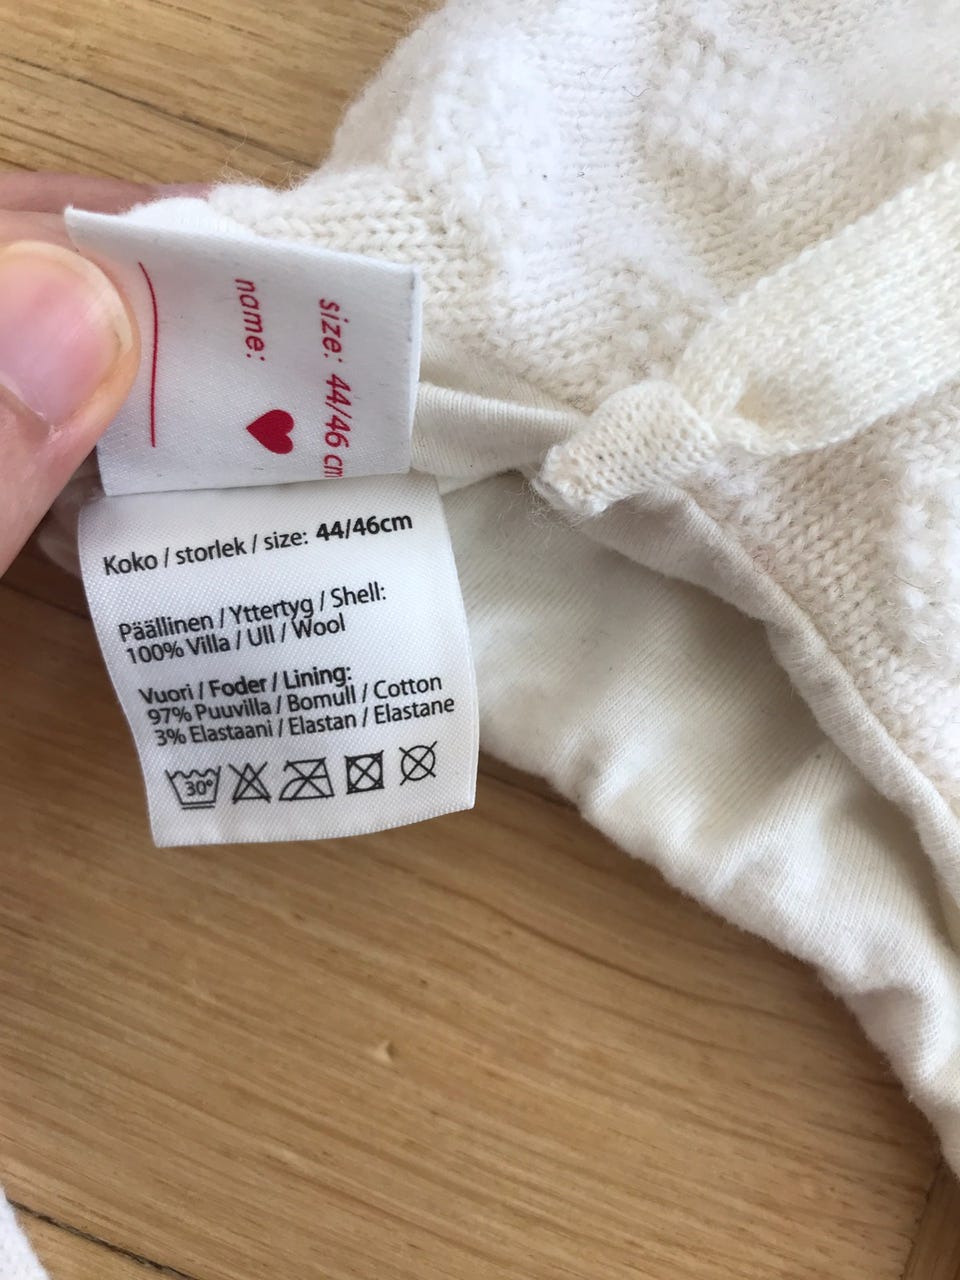 size: 44/46 cm
name:
Koko / storlek / size: 44/46cm
Päällinen / Yttertyg / Shell:
100% Villa / Ull / Wool
Vuori / Foder / Lining:
97% Puuvilla / Bomull / Cotton
3% Elastaani / Elastan / Elastane
30°